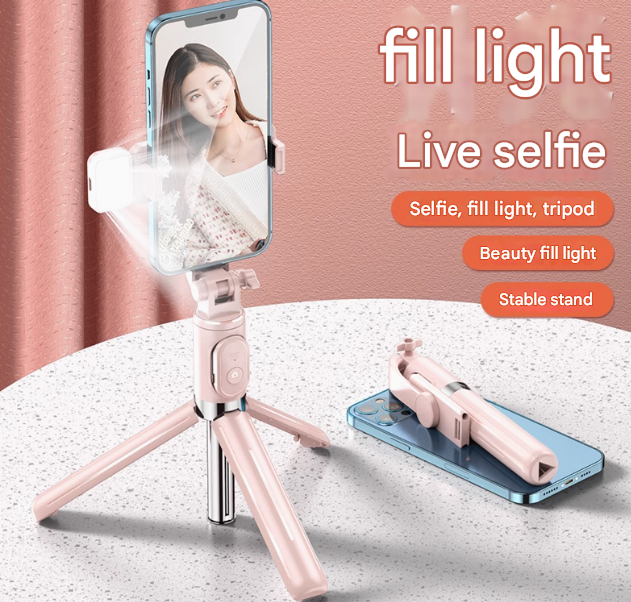 fill light
Live selfie
Selfie, fill light, tripod
Beauty fill light
Stable stand